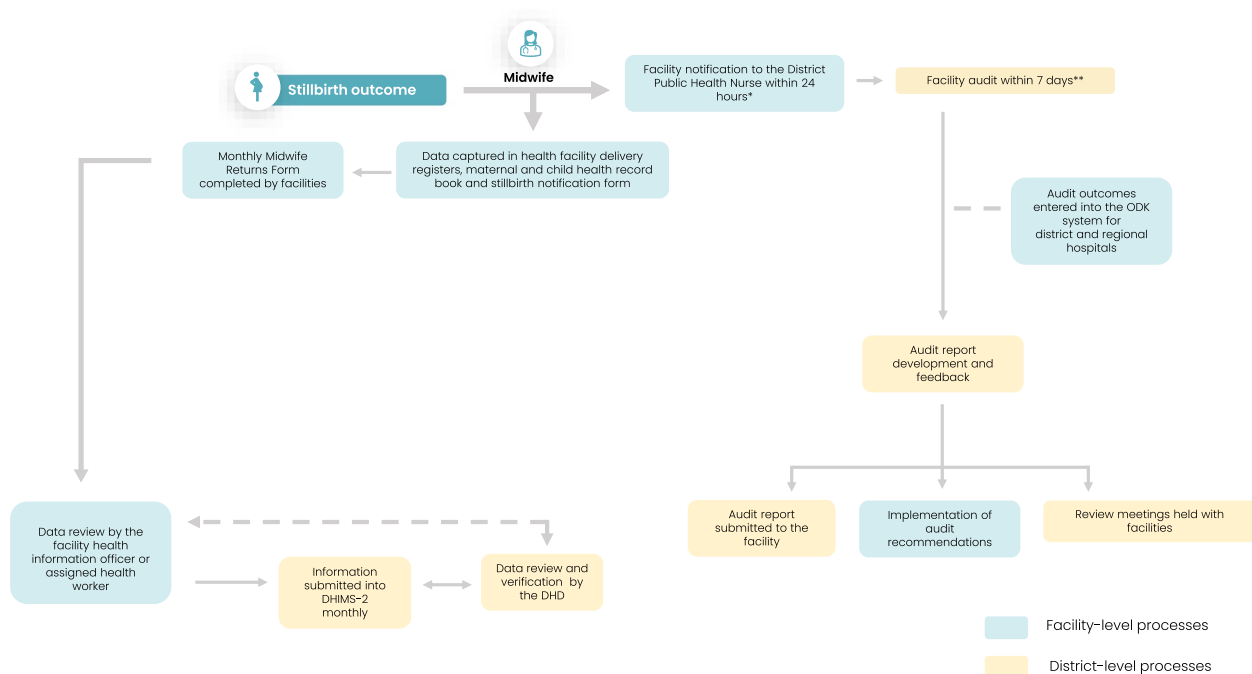 Midwife
Stillbirth outcome
Facility notification to the District
Public Health Nurse within 24
hours*
Facility audit within 7 days**
Monthly Midwife
Returns Form
completed by facilities
Data captured in health facility delivery
registers, maternal and child health record
book and stillbirth notification form
Audit outcomes
entered into the ODK
system for
district and regional
hospitals
Audit report
development and
feedback
Data review by the
facility health
information officer or
assigned health
worker
Information
submitted into
DHIMS-2
monthly
Data review and
verification by
the DHD
Audit report
submitted to the
facility
Implementation of
audit
recommendations
Review meetings held with
facilities
Facility-level processes
District-level processes